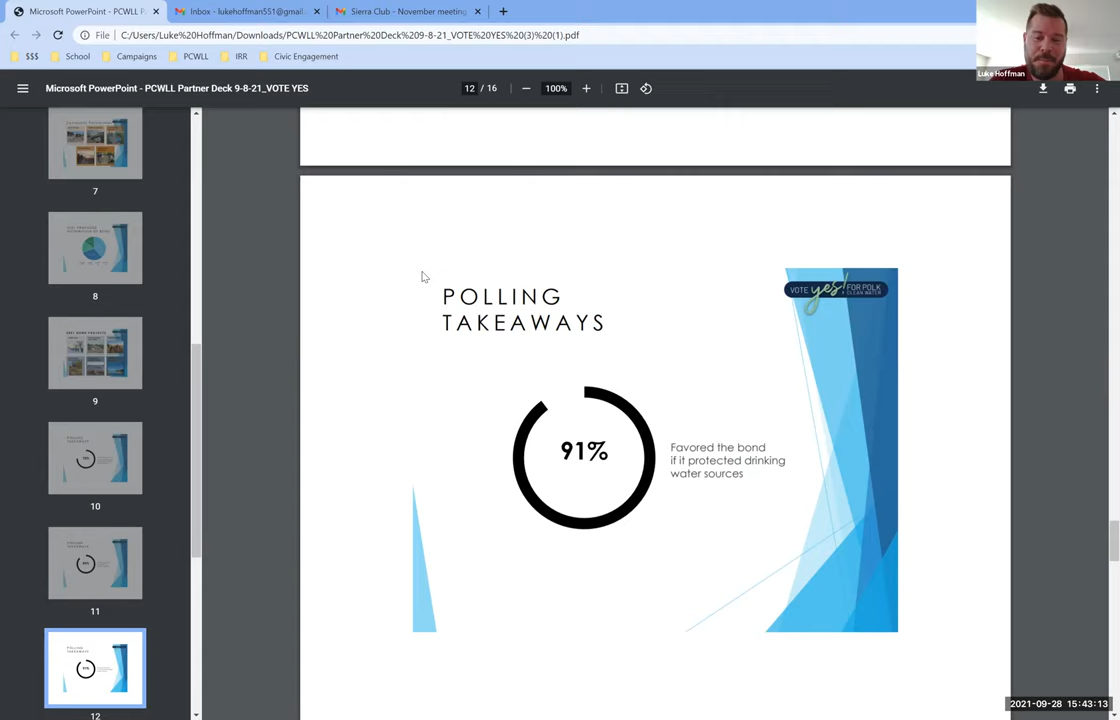 Microsoft PowerPoint - PCWLL P
Inbox - lukehoffman551@gmail.
Sierra Club - November meeting
File
C:/Users/Luke%20Hoffman/Downloads/PCWLL%20Partner%20Deck%209-8-21_VOTE%20YES%20(3)%20(1).pdf
$$$
School
Campaigns
PCWLL
IRR
Civic Engagement
Luke Hoffman
Microsoft PowerPoint - PCWLL Partner Deck 9-8-21_VOTE YES
12 / 16
100%
7
8
9
10
11
12
POLLING
TAKEAWAYS
VOTE yes! FOR POLK
CLEAN WATER
91%
Favored the bond
if it protected drinking
water sources
2021-09-28 15:43:13